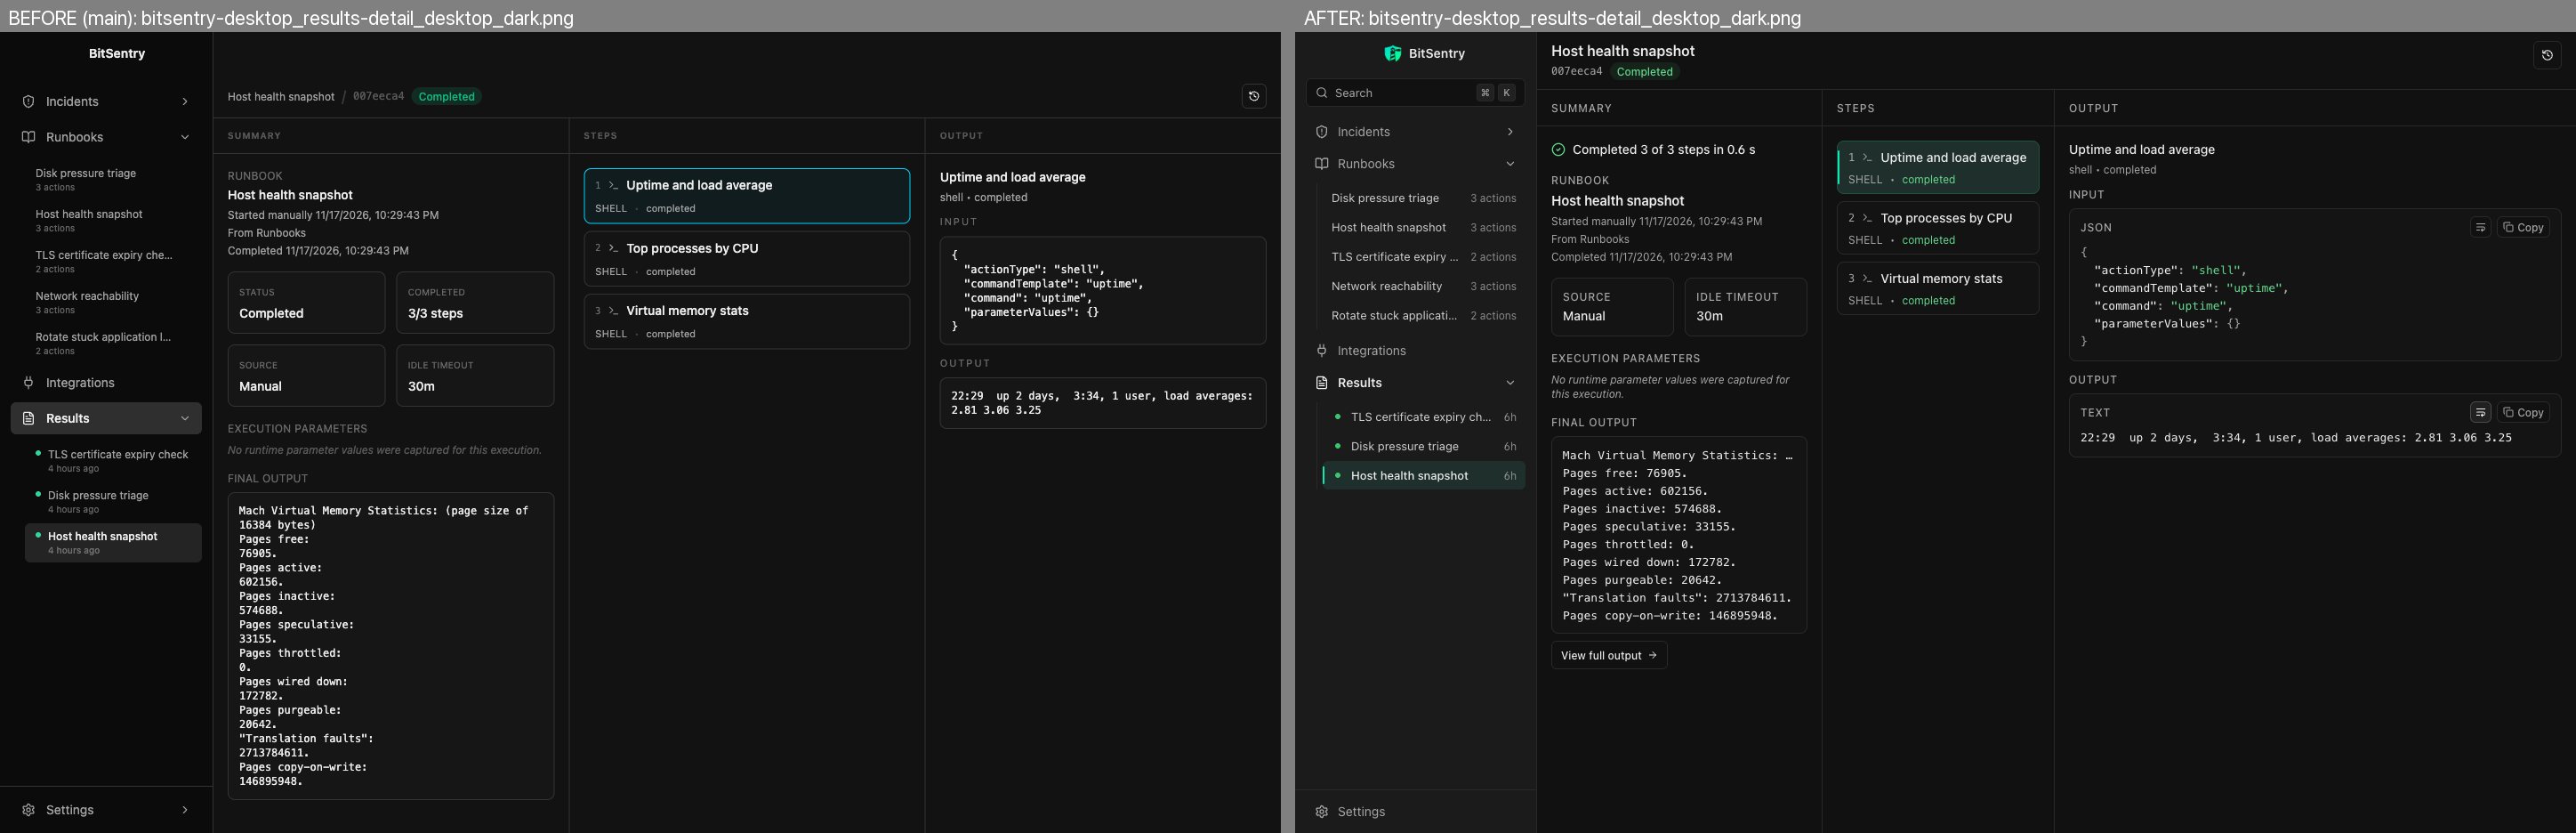 BEFORE (main): bitsentry-desktop_results-detail_desktop_dark.png
BitSentry
Incidents
Runbooks
Disk pressure triage
3 actions
Host health snapshot
3 actions
TLS certificate expiry che...
2 actions
Network reachability
3 actions
Rotate stuck application l...
2 actions
Integrations
Results
TLS certificate expiry check
4 hours ago
Disk pressure triage
4 hours ago
Host health snapshot
4 hours ago
Settings
Host health snapshot / 007eeca4 Completed
SUMMARY
RUNBOOK
Host health snapshot
Started manually 11/17/2026, 10:29:43 PM
From Runbooks
Completed 11/17/2026, 10:29:43 PM
STATUS
Completed
COMPLETED
3/3 steps
SOURCE
Manual
IDLE TIMEOUT
30m
EXECUTION PARAMETERS
No runtime parameter values were captured for this execution.
FINAL OUTPUT
Mach Virtual Memory Statistics: (page size of
16384 bytes)
Pages free:
76905.
Pages active:
602156.
Pages inactive:
574688.
Pages speculative:
33155.
Pages throttled:
0.
Pages wired down:
172782.
Pages purgeable:
20642.
"Translation faults":
2713784611.
Pages copy-on-write:
146895948.
STEPS
1 >_ Uptime and load average
SHELL · completed
2 >_ Top processes by CPU
SHELL · completed
3 >_ Virtual memory stats
SHELL · completed
OUTPUT
Uptime and load average
shell • completed
INPUT
{
"actionType": "shell",
"commandTemplate": "uptime",
"command": "uptime",
"parameterValues": {}
}
OUTPUT
22:29 up 2 days, 3:34, 1 user, load averages:
2.81 3.06 3.25
AFTER: bitsentry-desktop_results-detail_desktop_dark.png
BitSentry
Search ⌘ K
Incidents
Runbooks
Disk pressure triage 3 actions
Host health snapshot 3 actions
TLS certificate expiry ... 2 actions
Network reachability 3 actions
Rotate stuck applicati... 2 actions
Integrations
Results
TLS certificate expiry ch... 6h
Disk pressure triage 6h
Host health snapshot 6h
Settings
Host health snapshot
007eeca4 Completed
SUMMARY
Completed 3 of 3 steps in 0.6 s
RUNBOOK
Host health snapshot
Started manually 11/17/2026, 10:29:43 PM
From Runbooks
Completed 11/17/2026, 10:29:43 PM
SOURCE
Manual
IDLE TIMEOUT
30m
EXECUTION PARAMETERS
No runtime parameter values were captured for
this execution.
FINAL OUTPUT
Mach Virtual Memory Statistics: …
Pages free: 76905.
Pages active: 602156.
Pages inactive: 574688.
Pages speculative: 33155.
Pages throttled: 0.
Pages wired down: 172782.
Pages purgeable: 20642.
"Translation faults": 2713784611.
Pages copy-on-write: 146895948.
View full output →
STEPS
1 >_ Uptime and load average
SHELL • completed
2 >_ Top processes by CPU
SHELL • completed
3 >_ Virtual memory stats
SHELL • completed
OUTPUT
Uptime and load average
shell • completed
INPUT
JSON Copy
{
"actionType": "shell",
"commandTemplate": "uptime",
"command": "uptime",
"parameterValues": {}
}
OUTPUT
TEXT Copy
22:29 up 2 days, 3:34, 1 user, load averages: 2.81 3.06 3.25